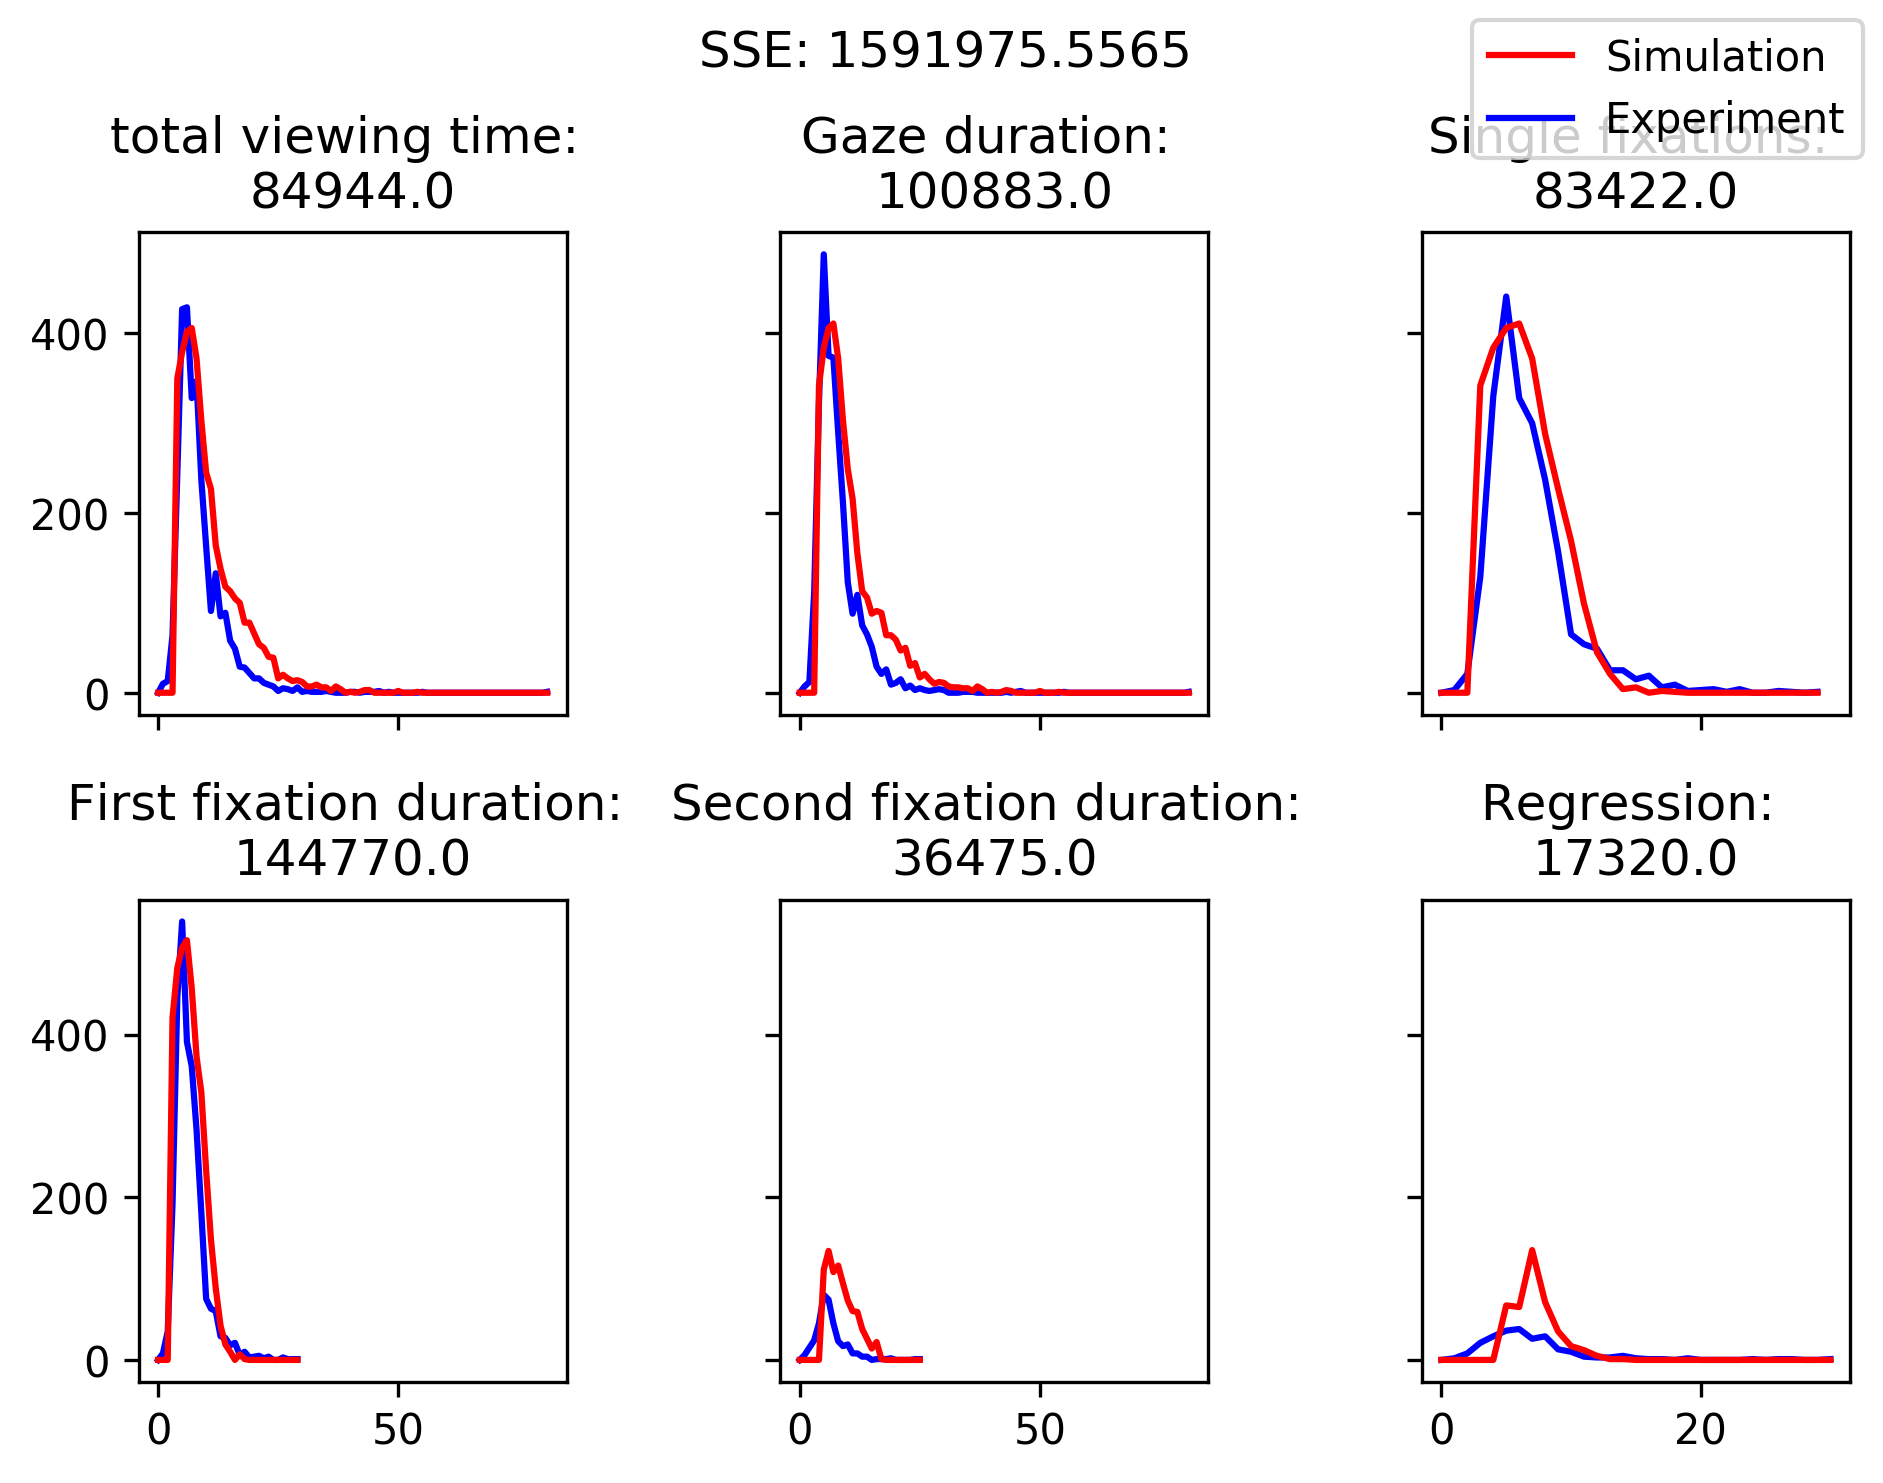 SSE: 1591975.5565
Simulation
Experiment
total viewing time:
84944.0
Gaze duration:
100883.0
Single fixations:
83422.0
400
200
0
First fixation duration:
144770.0
Second fixation duration:
36475.0
Regression:
17320.0
400
200
0
0
50
0
50
0
20